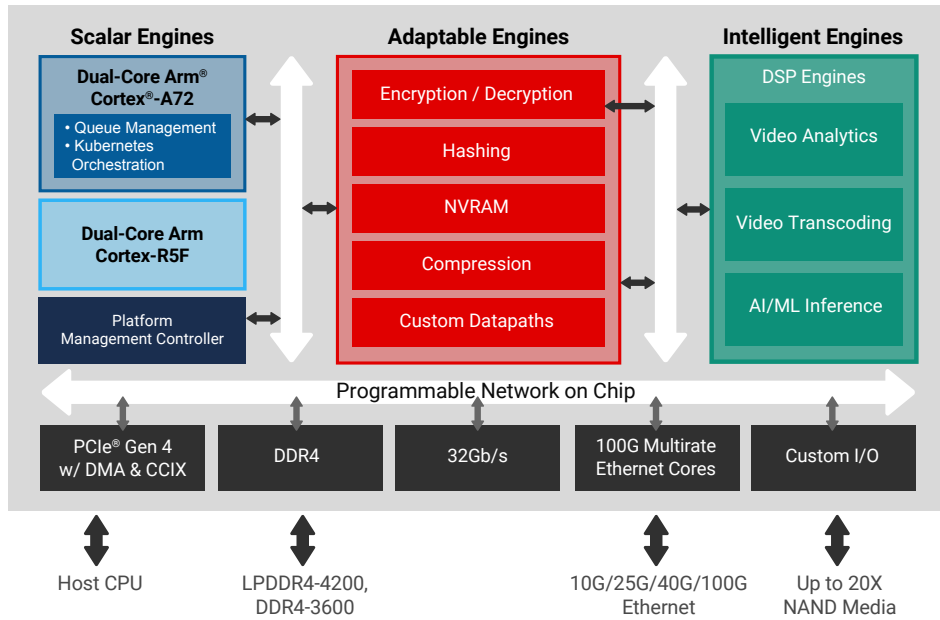 Scalar Engines
Adaptable Engines
Intelligent Engines
Dual-Core Arm®
Cortex®-A72
• Queue Management
• Kubernetes
Orchestration
Dual-Core Arm
Cortex-R5F
Platform
Management Controller
Encryption / Decryption
Hashing
NVRAM
Compression
Custom Datapaths
DSP Engines
Video Analytics
Video Transcoding
AI/ML Inference
Programmable Network on Chip
PCIe® Gen 4
w/ DMA & CCIX
DDR4
32Gb/s
100G Multirate
Ethernet Cores
Custom I/O
Host CPU
LPDDR4-4200,
DDR4-3600
10G/25G/40G/100G
Ethernet
Up to 20X
NAND Media